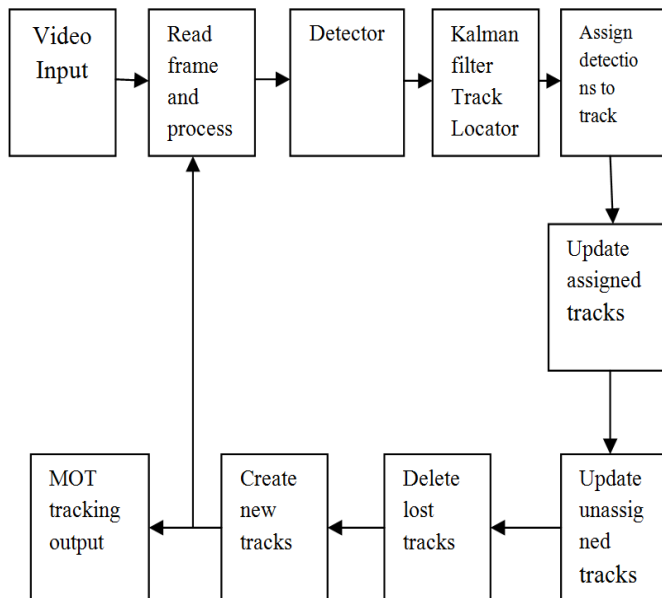 Video
Input
Read
frame
and
process
Detector
Kalman
filter
Track
Locator
Assign
detectio
ns to
track
Update
assigned
tracks
Update
unassig
ned
tracks
Delete
lost
tracks
Create
new
tracks
MOT
tracking
output